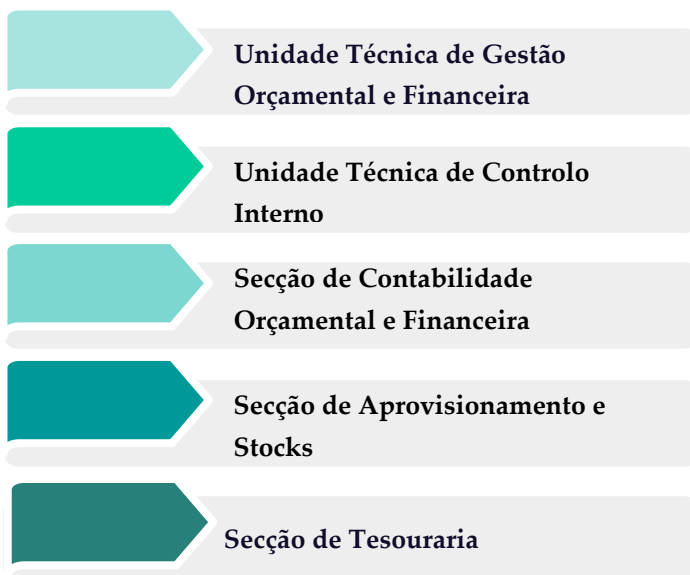 Unidade Técnica de Gestão
Orçamental e Financeira
Unidade Técnica de Controlo
Interno
Secção de Contabilidade
Orçamental e Financeira
Secção de Aprovisionamento e
Stocks
Secção de Tesouraria